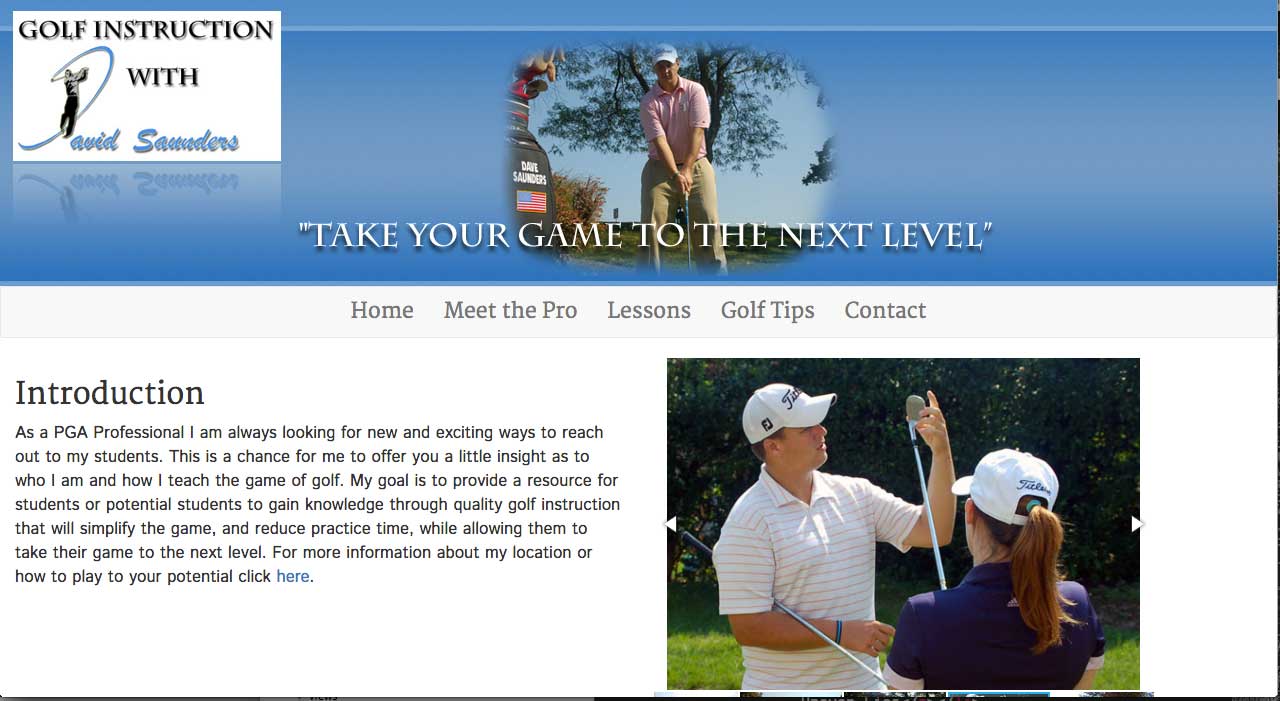 GOLF INSTRUCTION
WITH
David Saunders
DAVE
SAUNDERS
"TAKE YOUR GAME TO THE NEXT LEVEL"
Home Meet the Pro Lessons Golf Tips Contact
Introduction
As a PGA Professional I am always looking for new and exciting ways to reach
out to my students. This is a chance for me to offer you a little insight as to
who I am and how I teach the game of golf. My goal is to provide a resource for
students or potential students to gain knowledge through quality golf instruction
that will simplify the game, and reduce practice time, while allowing them to
take their game to the next level. For more information about my location or
how to play to your potential click here.
Titleist
FJ
Titleist
adidas